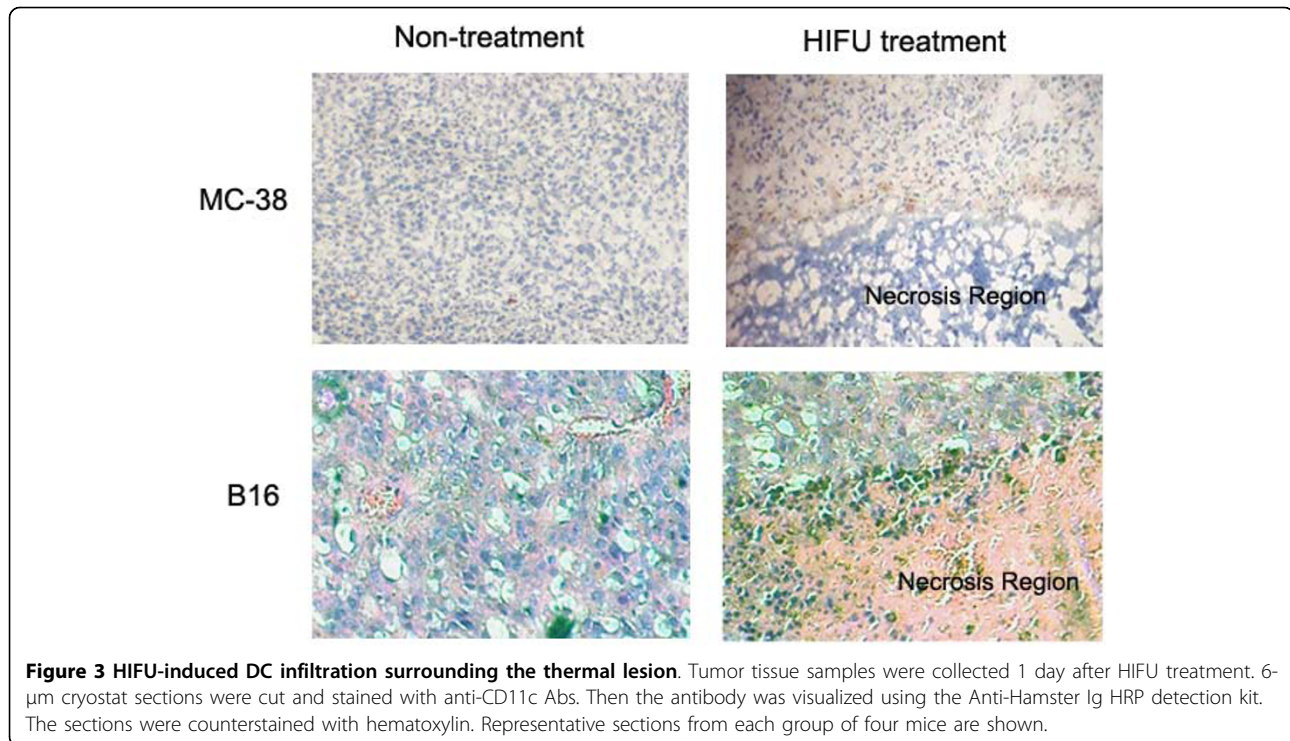 Non-treatment
HIFU treatment
MC-38
Necrosis Region
B16
Necrosis Region
Figure 3 HIFU-induced DC infiltration surrounding the thermal lesion. Tumor tissue samples were collected 1 day after HIFU treatment. 6-
μm cryostat sections were cut and stained with anti-CD11c Abs. Then the antibody was visualized using the Anti-Hamster Ig HRP detection kit.
The sections were counterstained with hematoxylin. Representative sections from each group of four mice are shown.